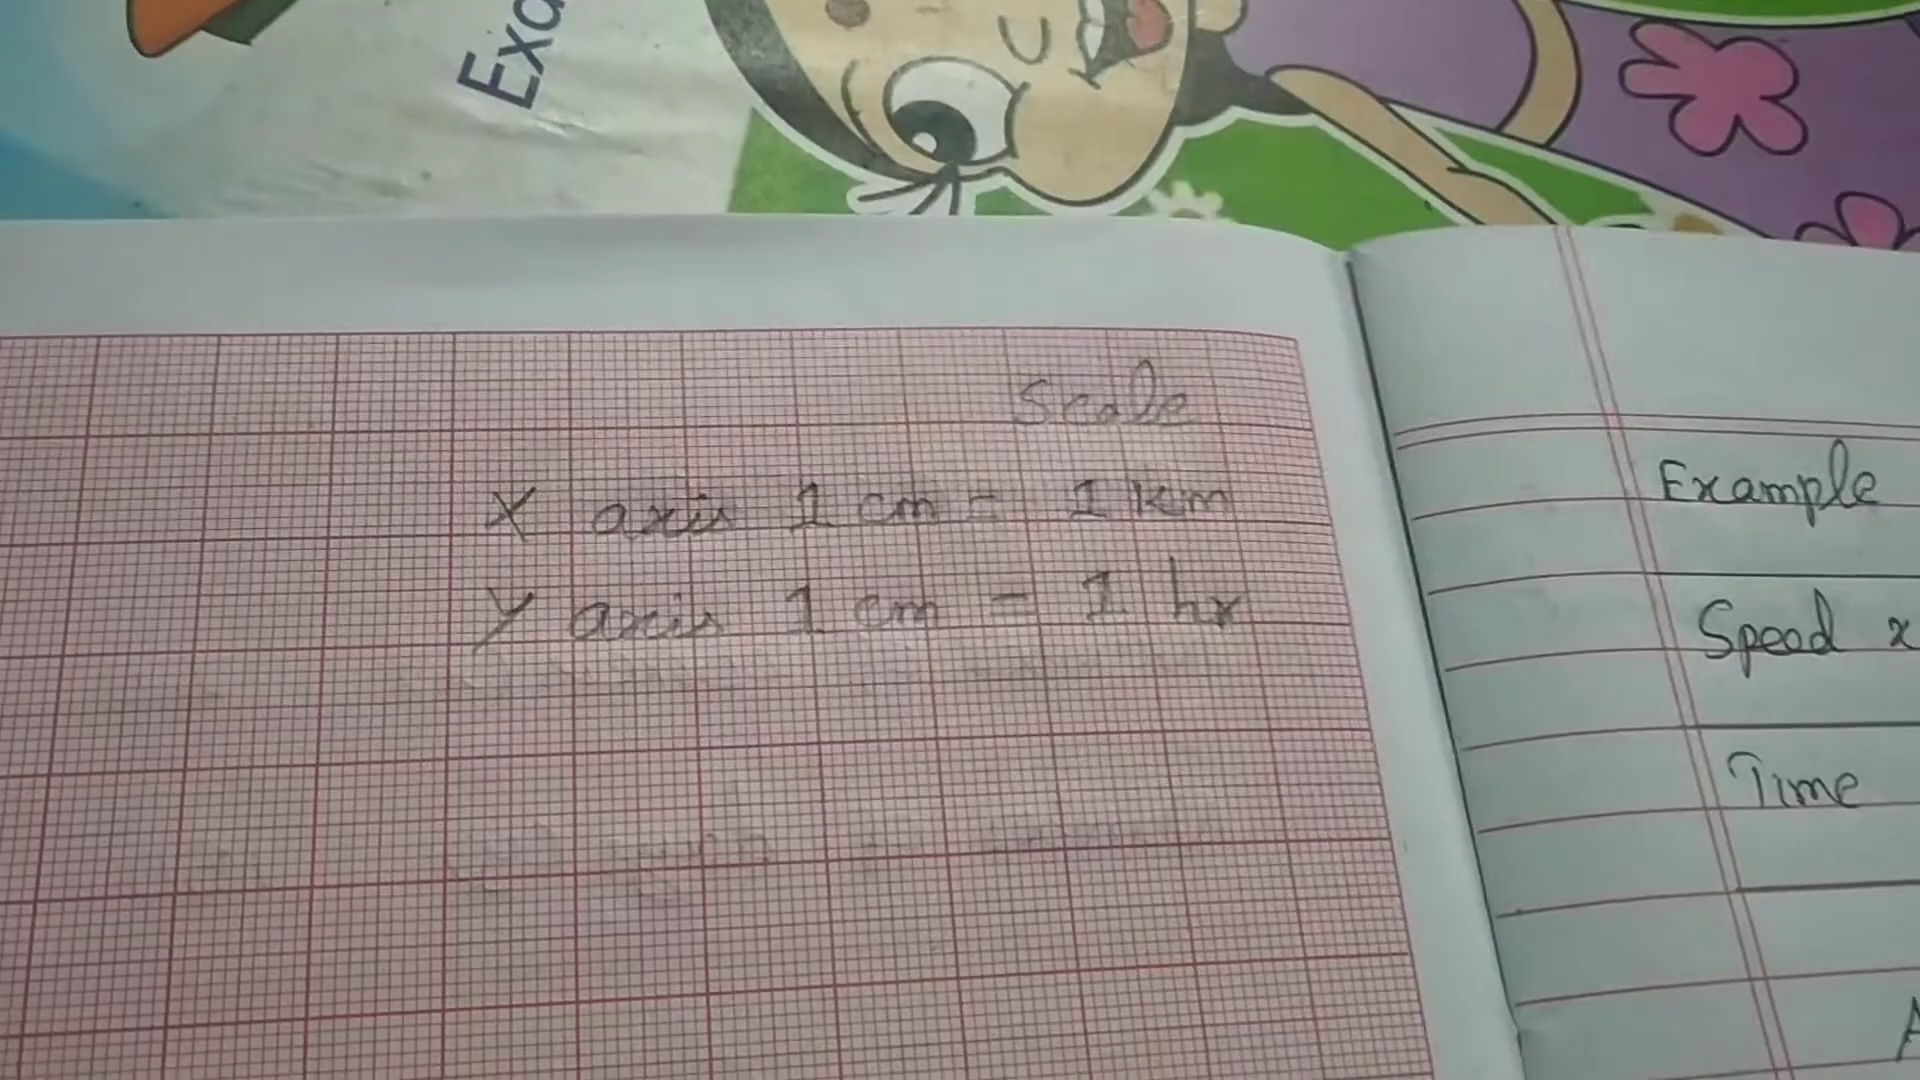 Exa
Scale
X axis 1 cm = 1 km
Y axis 1 cm = 1 hr
Example
Speed x
Time
A